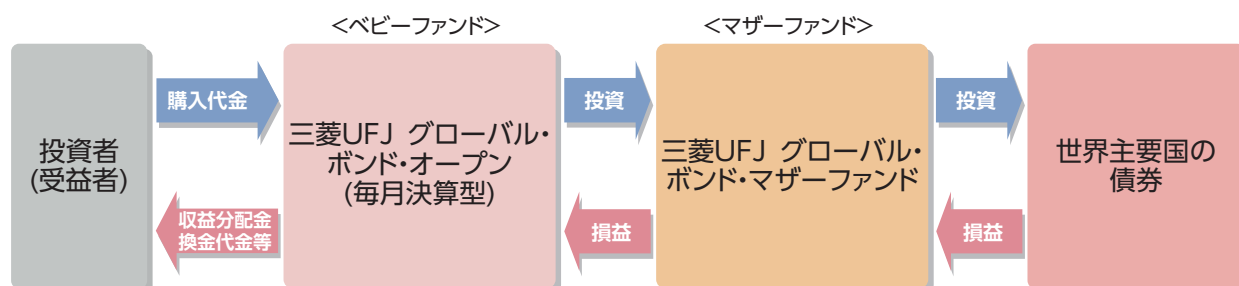 <ベビーファンド>
<マザーファンド>
投資者
(受益者)
購入代金
収益分配金
換金代金等
三菱UFJ グローバル・
ボンド・オープン
(毎月決算型)
投資
損益
三菱UFJ グローバル・
ボンド・マザーファンド
投資
損益
世界主要国の
債券